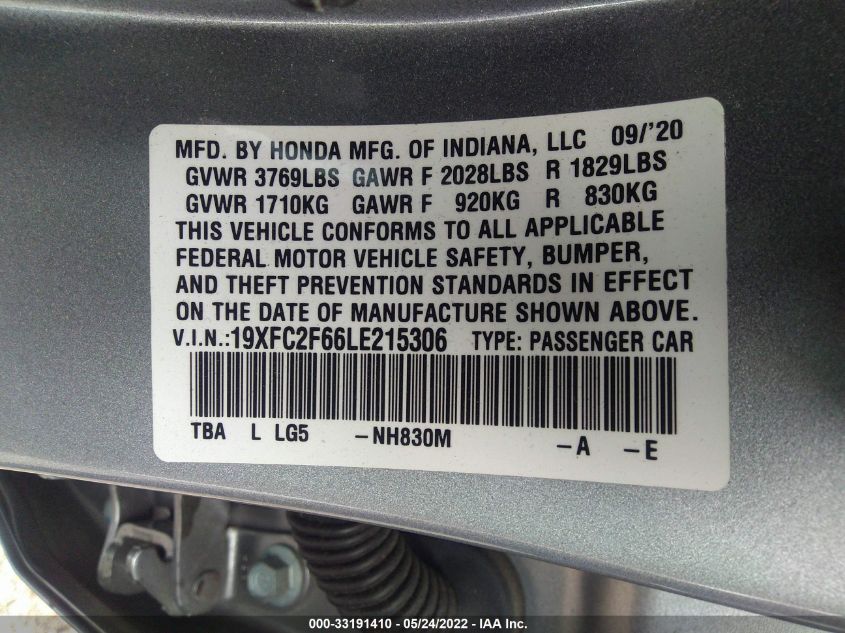 MFD. BY HONDA MFG. OF INDIANA, LLC 09/'20
GVWR 3769LBS GAWR F 2028LBS R 1829LBS
GVWR 1710KG GAWR F 920KG R 830KG
THIS VEHICLE CONFORMS TO ALL APPLICABLE
FEDERAL MOTOR VEHICLE SAFETY, BUMPER,
AND THEFT PREVENTION STANDARDS IN EFFECT
ON THE DATE OF MANUFACTURE SHOWN ABOVE.
V.I.N.:19XFC2F66LE215306 TYPE: PASSENGER CAR
TBA L LG5 -NH830M -A -E
000-33191410 - 05/24/2022 - IAA Inc.